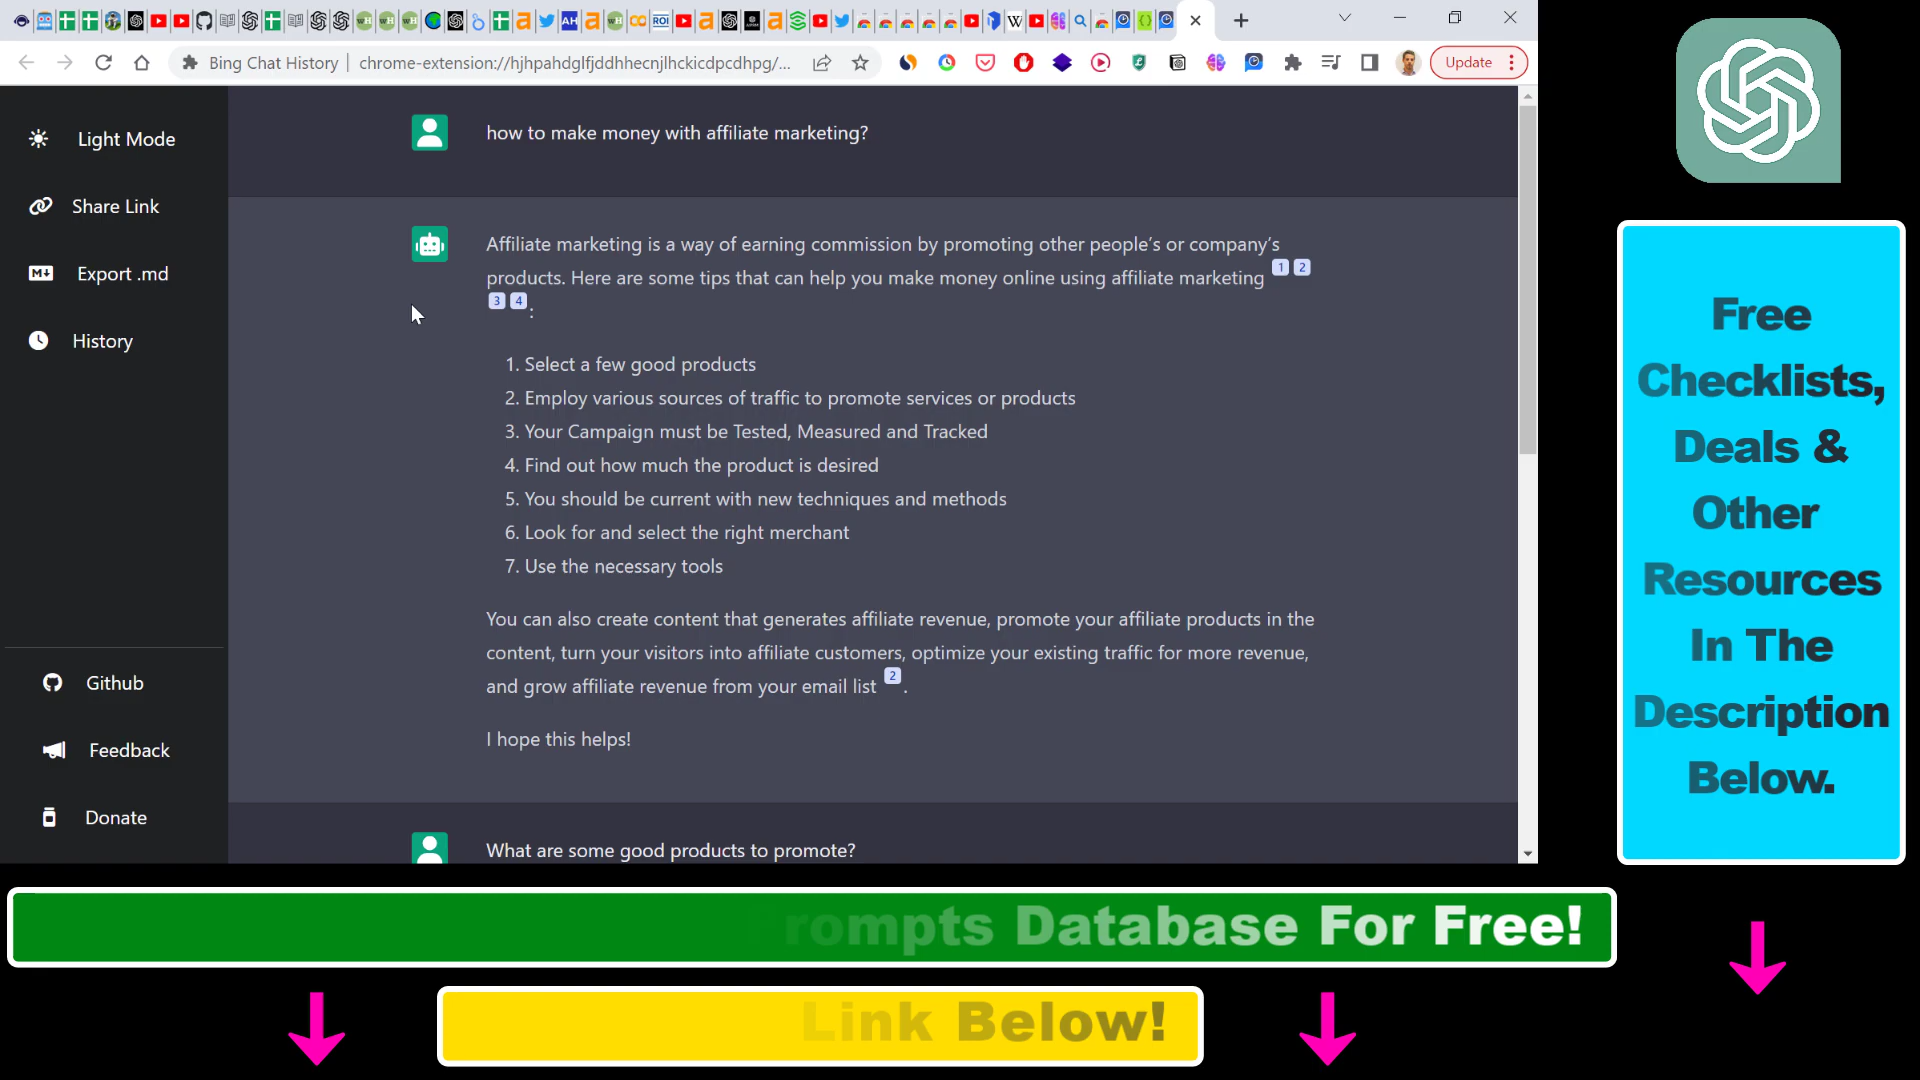 Bing Chat History
chrome-extension://hjhpahdglfjddhhecnjlhckicdpcdhpg/...
Update
Light Mode
Share Link
Export .md
History
Github
Feedback
Donate
how to make money with affiliate marketing?
Affiliate marketing is a way of earning commission by promoting other people's or company's
products. Here are some tips that can help you make money online using affiliate marketing 1 2
3 4 :
1. Select a few good products
2. Employ various sources of traffic to promote services or products
3. Your Campaign must be Tested, Measured and Tracked
4. Find out how much the product is desired
5. You should be current with new techniques and methods
6. Look for and select the right merchant
7. Use the necessary tools
You can also create content that generates affiliate revenue, promote your affiliate products in the
content, turn your visitors into affiliate customers, optimize your existing traffic for more revenue,
and grow affiliate revenue from your email list 2 .
I hope this helps!
What are some good products to promote?
Free
Checklists,
Deals &
Other
Resources
In The
Description
Below.
Prompts Database For Free!
Link Below!